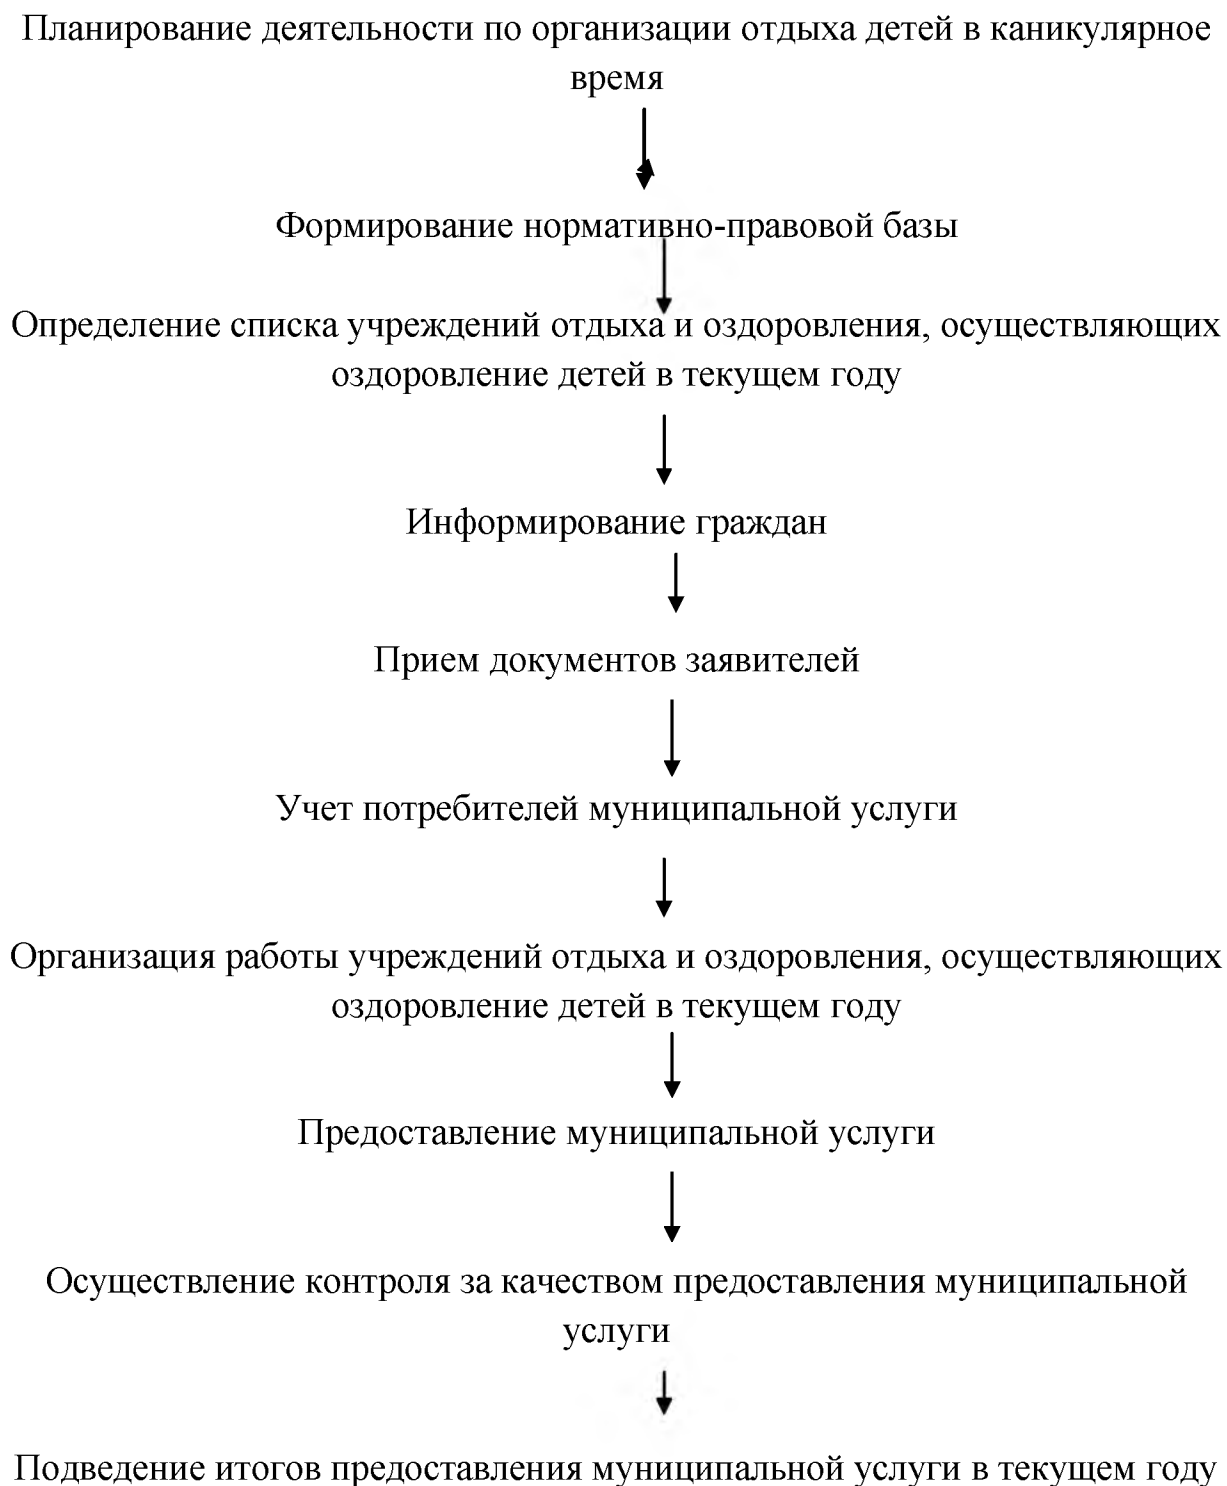 Планирование деятельности по организации отдыха детей в каникулярное
время
Формирование нормативно-правовой базы
Определение списка учреждений отдыха и оздоровления, осуществляющих
оздоровление детей в текущем году
Информирование граждан
Прием документов заявителей
Учет потребителей муниципальной услуги
Организация работы учреждений отдыха и оздоровления, осуществляющих
оздоровление детей в текущем году
Предоставление муниципальной услуги
Осуществление контроля за качеством предоставления муниципальной
услуги
Подведение итогов предоставления муниципальной услуги в текущем году